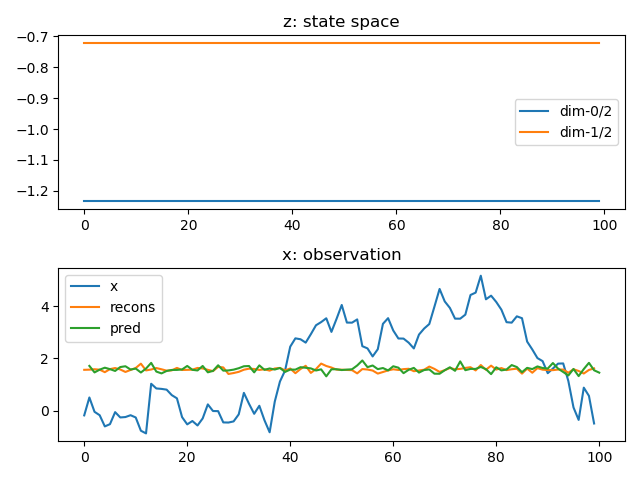 z: state space
−0.7
−0.8
−0.9
−1.0
−1.1
−1.2
dim-0/2
dim-1/2
0 20 40 60 80 100
x: observation
4
2
0
x
recons
pred
0 20 40 60 80 100